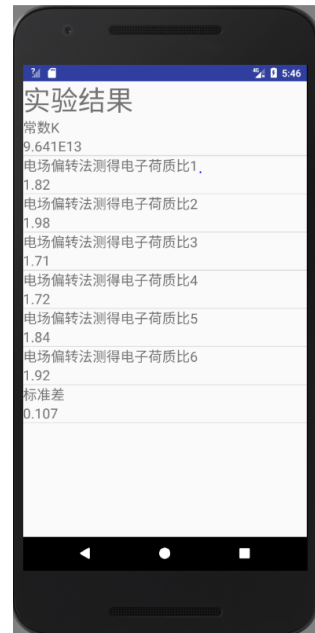 5:46
实验结果
常数K
9.641E13
电场偏转法测得电子荷质比1
1.82
电场偏转法测得电子荷质比2
1.98
电场偏转法测得电子荷质比3
1.71
电场偏转法测得电子荷质比4
1.72
电场偏转法测得电子荷质比5
1.84
电场偏转法测得电子荷质比6
1.92
标准差
0.107